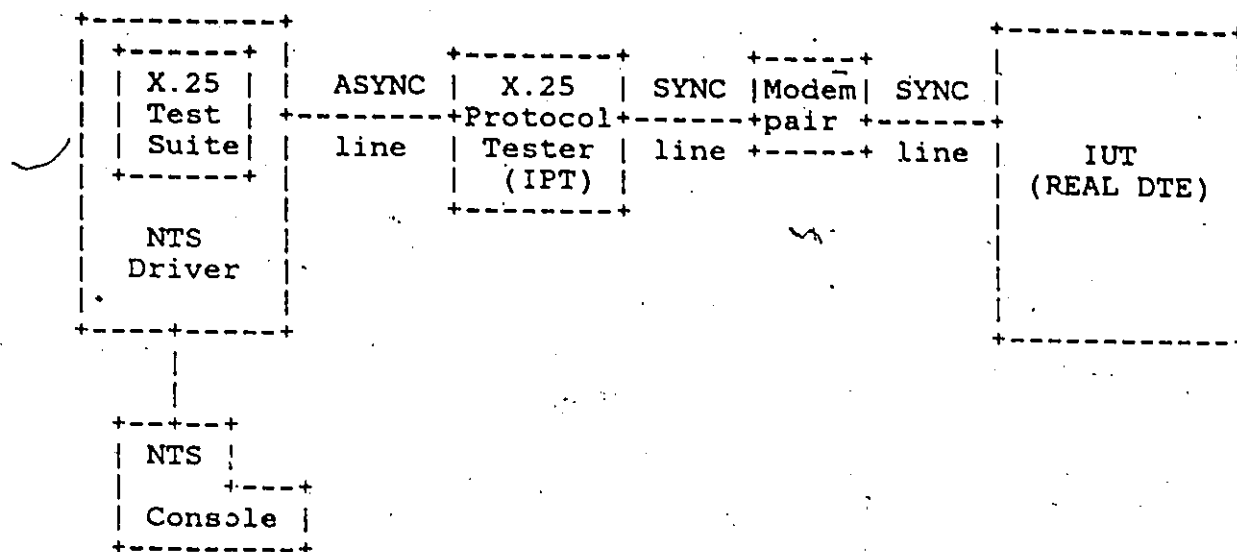 X.25
Test
Suite
NTS
Driver
ASYNC
line
X.25
Protocol
Tester
(IPT)
SYNC
line
Modem
pair
SYNC
line
IUT
(REAL DTE)
NTS
Console